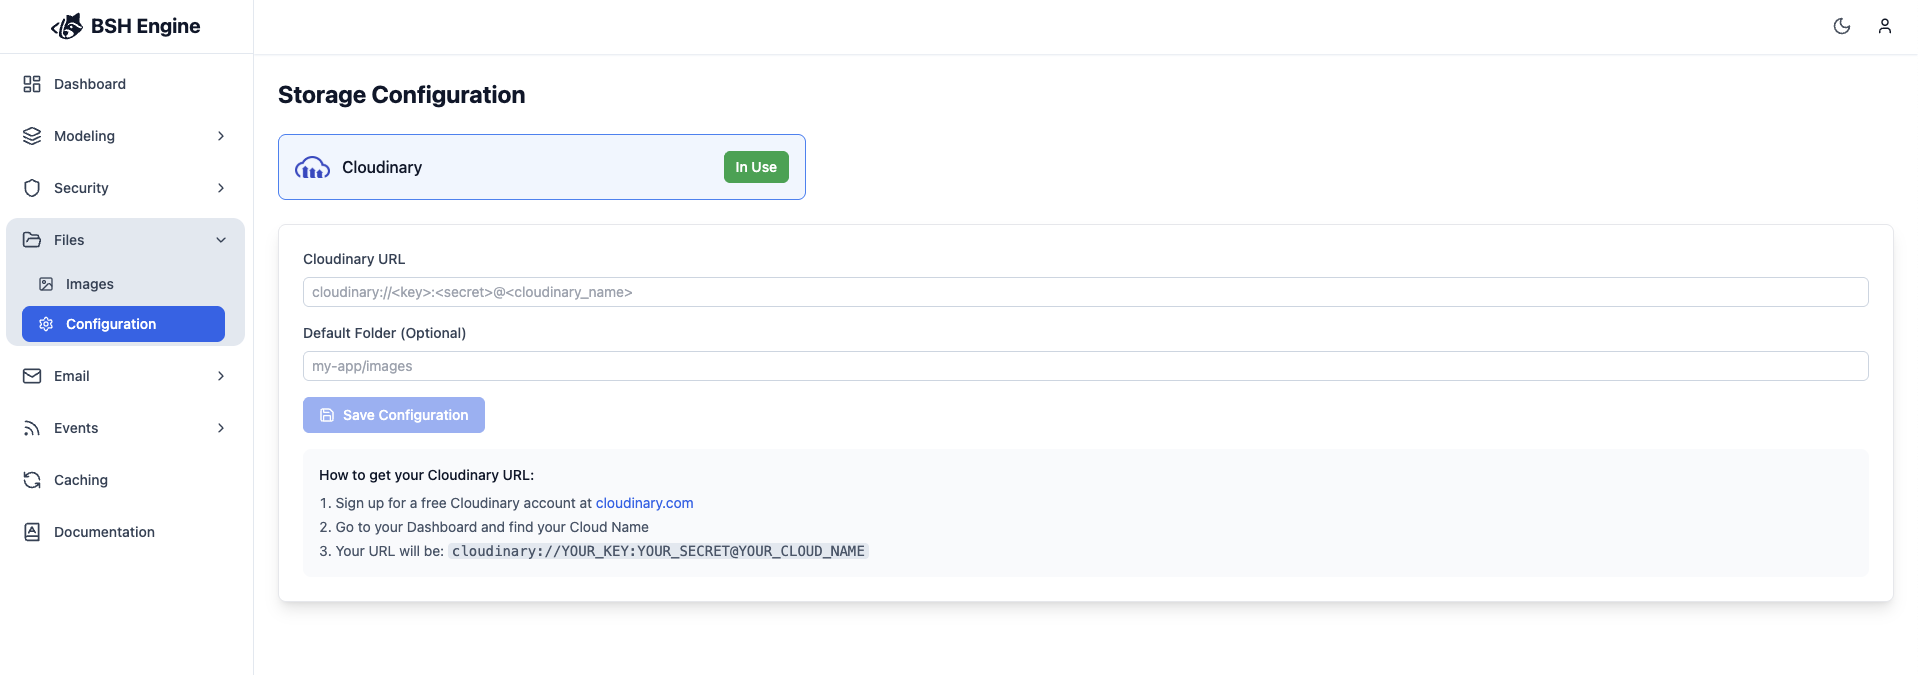 BSH Engine
Dashboard
Modeling
Security
Files
Images
Configuration
Email
Events
Caching
Documentation
Storage Configuration
Cloudinary
In Use
Cloudinary URL
cloudinary://<key>:<secret>@<cloudinary_name>
Default Folder (Optional)
my-app/images
Save Configuration
How to get your Cloudinary URL:
1. Sign up for a free Cloudinary account at cloudinary.com
2. Go to your Dashboard and find your Cloud Name
3. Your URL will be: cloudinary://YOUR_KEY:YOUR_SECRET@YOUR_CLOUD_NAME